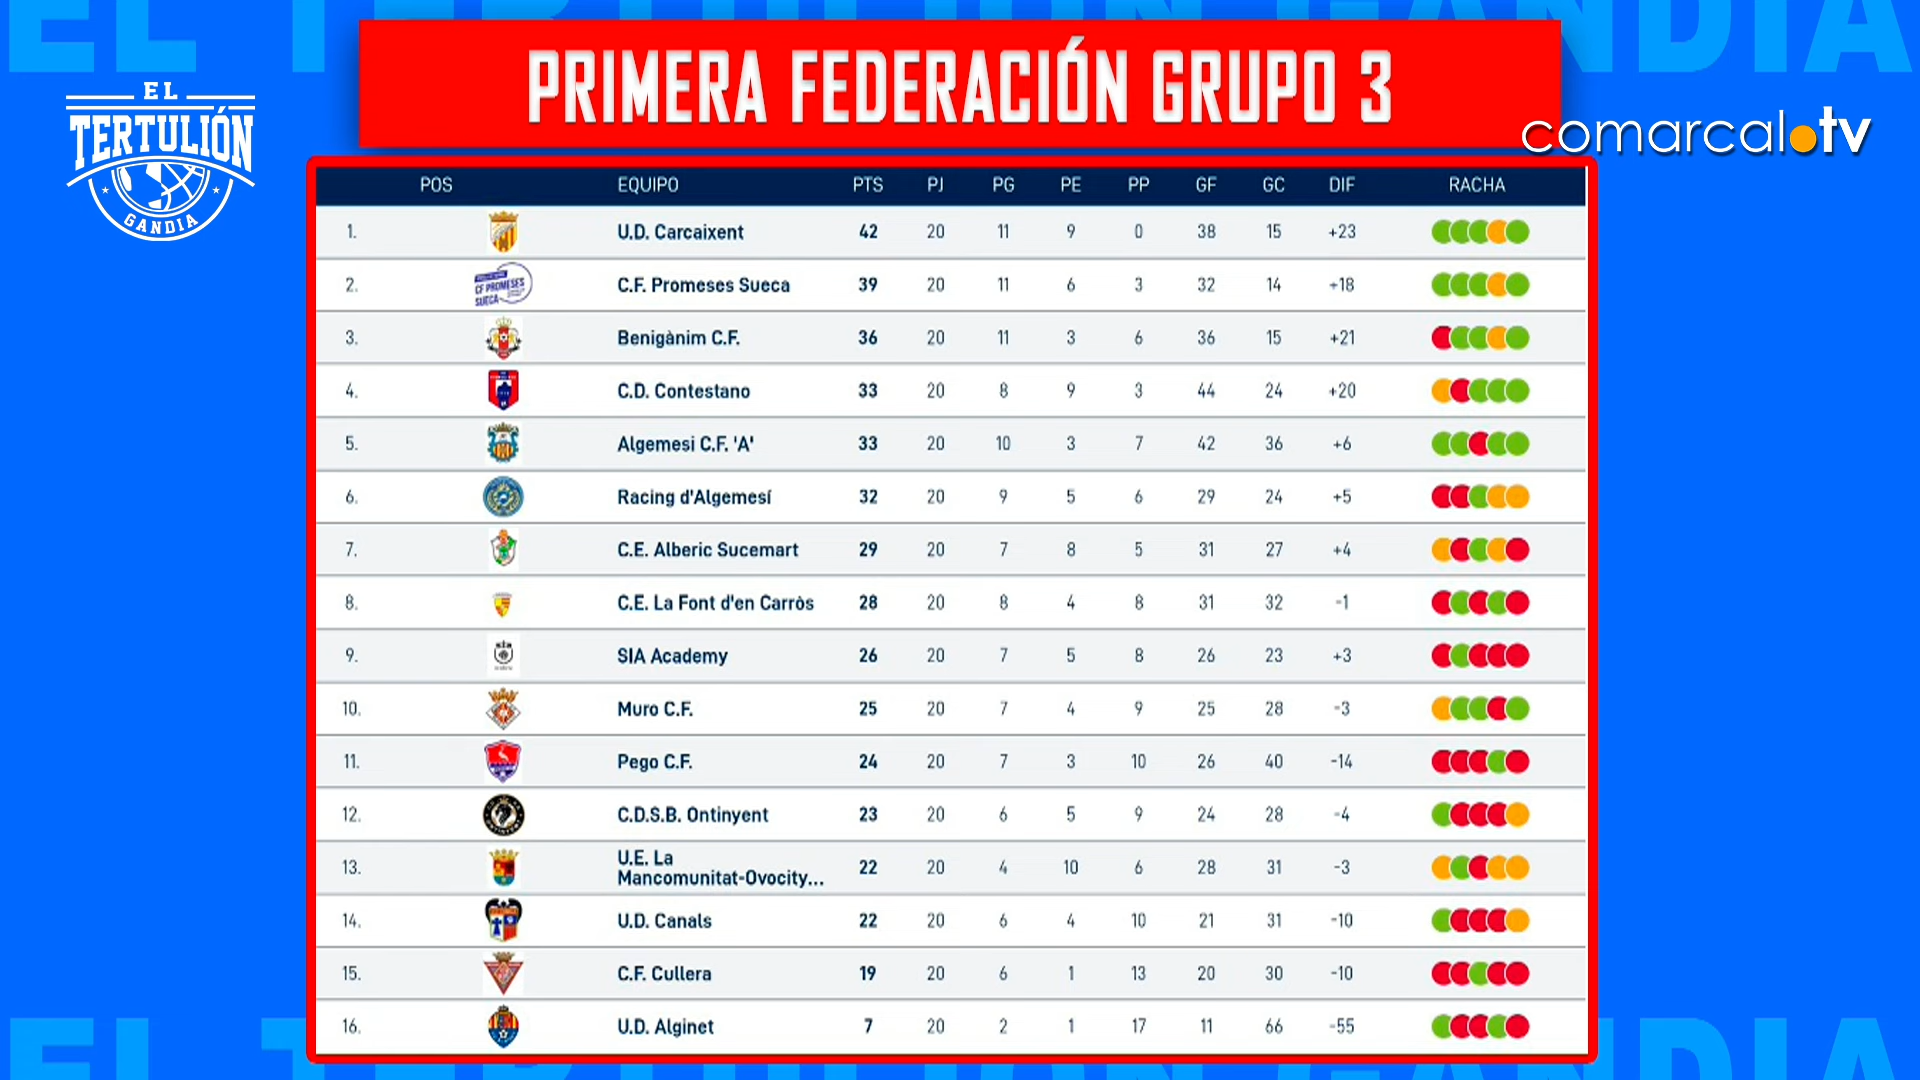 EL TERTULIÓN GANDIA
PRIMERA FEDERACIÓN GRUPO 3
EL
TERTULIÓN
GANDIA
comarcal.tv
POS EQUIPO PTS PJ PG PE PP GF GC DIF RACHA
1. U.D. Carcaixent 42 20 11 9 0 38 15 +23
CF PROMESES
SUECA
2. C.F. Promeses Sueca 39 20 11 6 3 32 14 +18
3. Benigànim C.F. 36 20 11 3 6 36 15 +21
4. C.D. Contestano 33 20 8 9 3 44 24 +20
5. Algemesi C.F. 'A' 33 20 10 3 7 42 36 +6
6. Racing d'Algemesí 32 20 9 5 6 29 24 +5
7. C.E. Alberic Sucemart 29 20 7 8 5 31 27 +4
8. C.E. La Font d'en Carròs 28 20 8 4 8 31 32 -1
9. SIA Academy 26 20 7 5 8 26 23 +3
10. Muro C.F. 25 20 7 4 9 25 28 -3
11. Pego C.F. 24 20 7 3 10 26 40 -14
12. C.D.S.B. Ontinyent 23 20 6 5 9 24 28 -4
13. U.E. La
Mancomunitat-Ovocity... 22 20 4 10 6 28 31 -3
14. U.D. Canals 22 20 6 4 10 21 31 -10
15. C.F. Cullera 19 20 6 1 13 20 30 -10
16. U.D. Alginet 7 20 2 1 17 11 66 -55
EL TERTULIÓN GANDIA